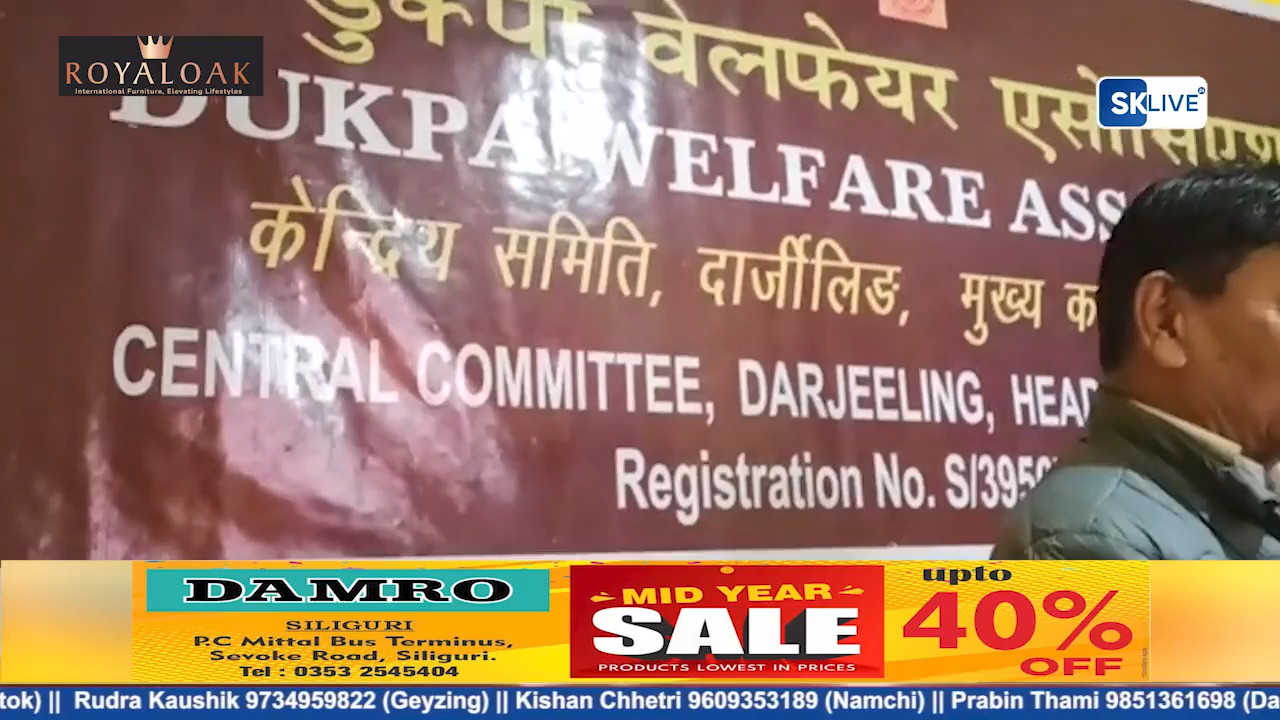 डुकपा वेलफेयर
ROYALOAK
International Furniture, Elevating Lifestyles
SKLIVE
24
DUKPA WELFARE
केन्द्रिय समिति, दार्जीलिङ, मुख्य
CENTRAL COMMITTEE, DARJEELING,
Registration No.
DAMRO
SILIGURI
P.C Mittal Bus Terminus,
Sevoke Road, Siliguri.
Tel : 0353 2545404
MID YEAR
SALE
PRODUCTS LOWEST IN PRICES
upto
40%
OFF
|| Rudra Kaushik 9734959822 (Geyzing) || Kishan Chhetri 9609353189 (Namchi) || Prabin Thami 9851361698